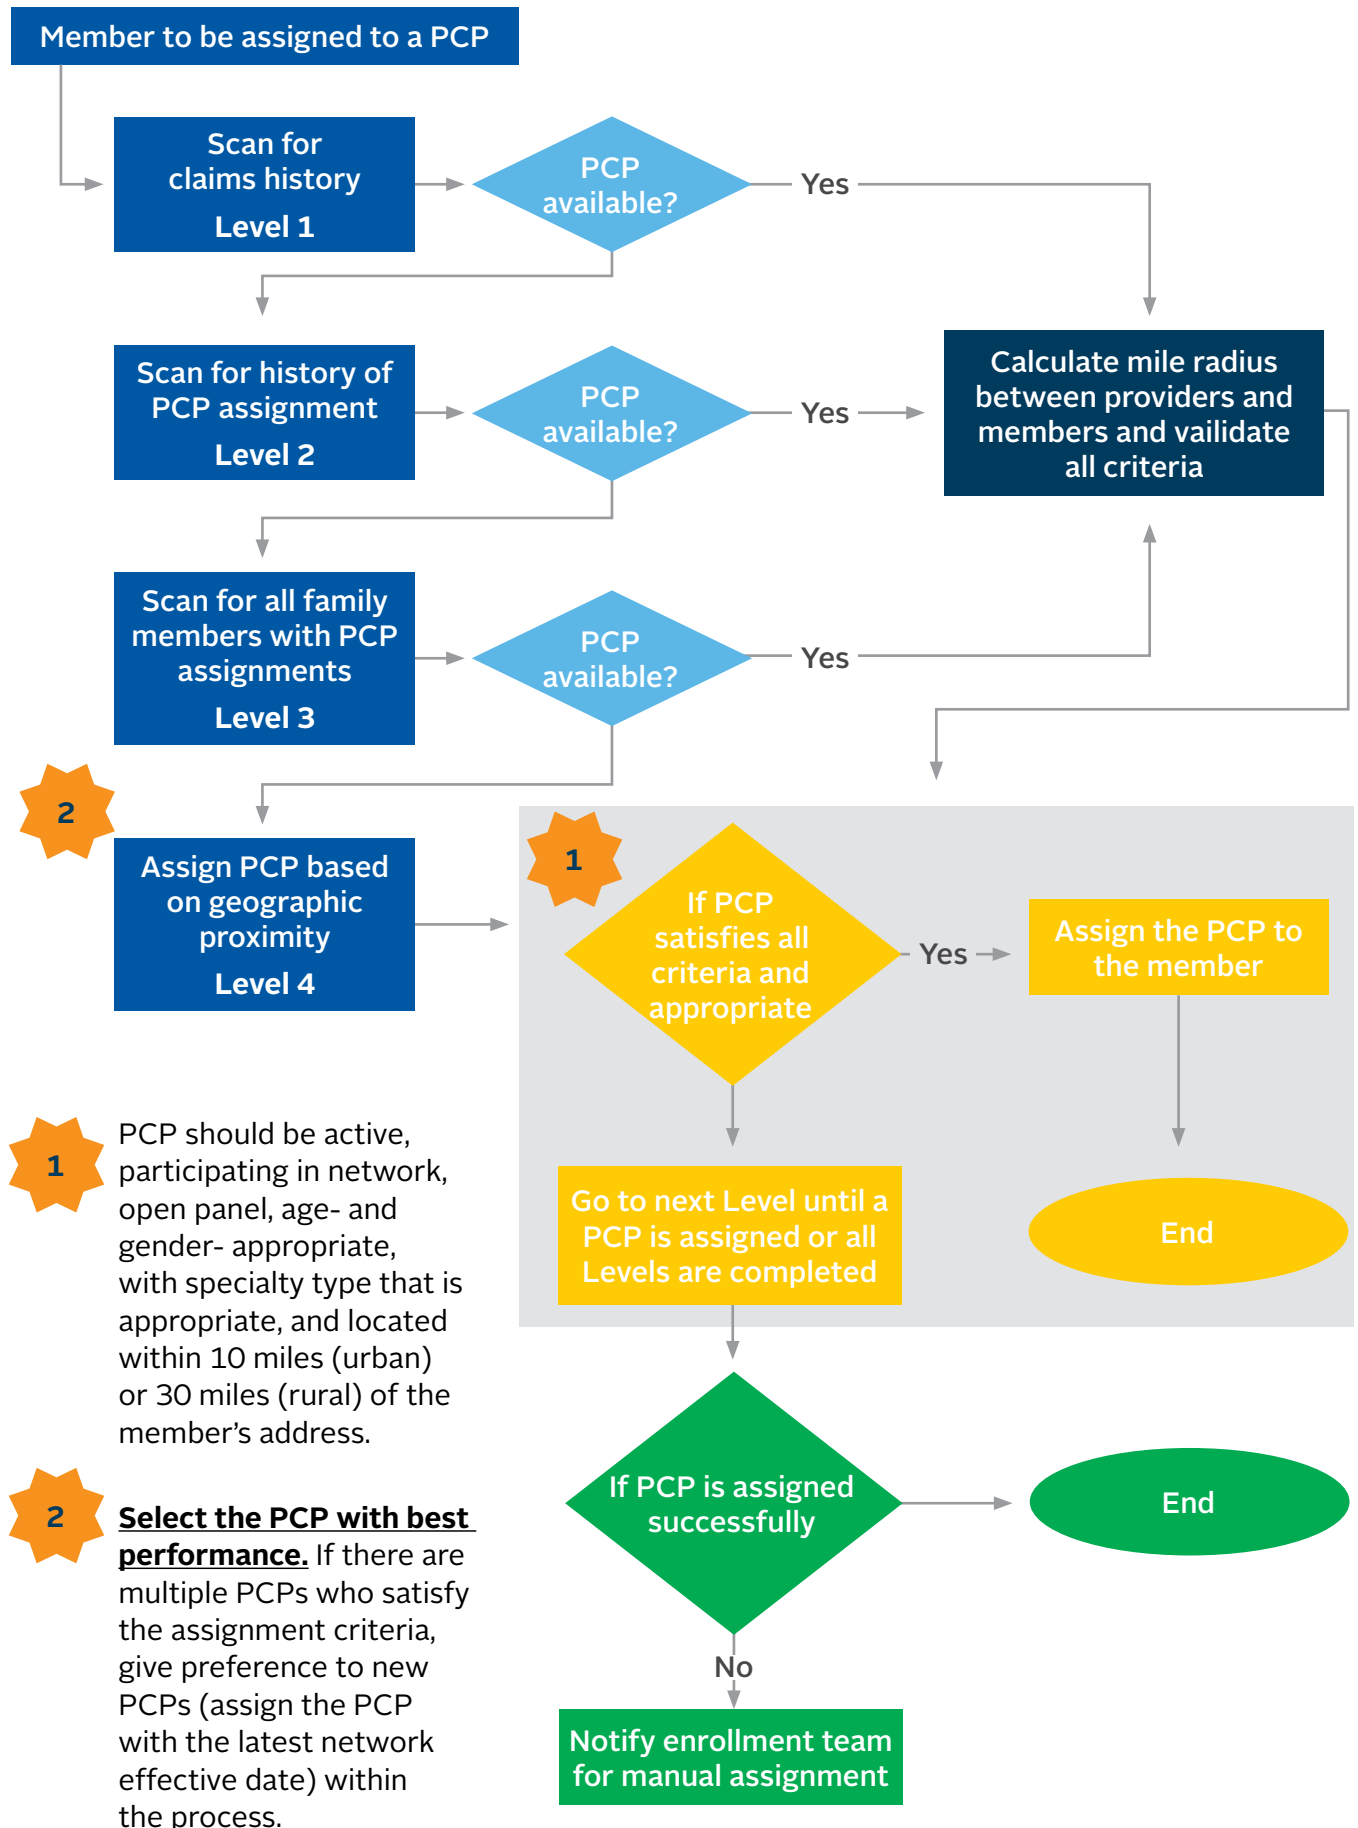 Member to be assigned to a PCP
Scan for
claims history
Level 1
PCP
available?
Yes
Scan for history of
PCP assignment
Level 2
PCP
available?
Yes
Calculate mile radius
between providers and
members and vailidate
all criteria
Scan for all family
members with PCP
assignments
Level 3
PCP
available?
Yes
2
Assign PCP based
on geographic
proximity
Level 4
1
If PCP
satisfies all
criteria and
appropriate
Yes
Assign the PCP to
the member
Go to next Level until a
PCP is assigned or all
Levels are completed
End
1
PCP should be active,
participating in network,
open panel, age- and
gender- appropriate,
with specialty type that is
appropriate, and located
within 10 miles (urban)
or 30 miles (rural) of the
member’s address.
2
Select the PCP with best
performance. If there are
multiple PCPs who satisfy
the assignment criteria,
give preference to new
PCPs (assign the PCP
with the latest network
effective date) within
the process.
If PCP is assigned
successfully
End
No
Notify enrollment team
for manual assignment